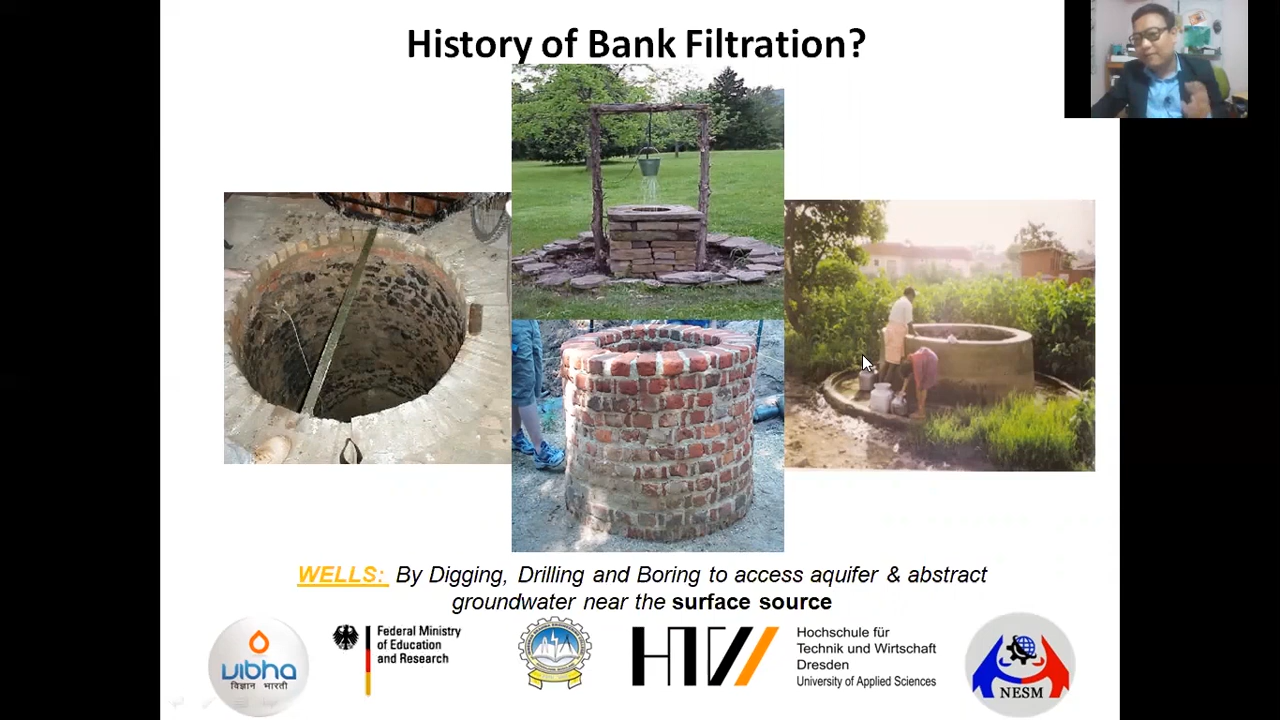 History of Bank Filtration?
WELLS: By Digging, Drilling and Boring to access aquifer & abstract
groundwater near the surface source
vibha
विज्ञान भारती
Federal Ministry
of Education
and Research
HTW
Hochschule für
Technik und Wirtschaft
Dresden
University of Applied Sciences
NESM